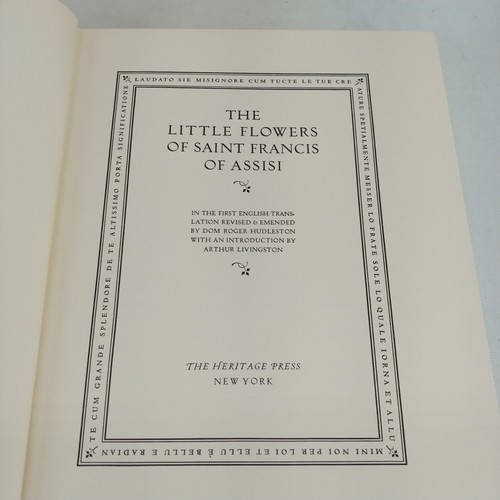 LAUDATO SIE MISIGNORE CUM TUCTE LE TUE CRE
ATURE SPETIALMENTE MESSER LO FRATE SOLE LO QUALE IORNA ET ALLU
MINI NOI PER LOI ET ELLU È BELLU E RADIAN
TE CUM GRANDE SPLENDORE DE TE ALTISSIMO PORTA SIGNIFICATIONE
THE
LITTLE FLOWERS
OF SAINT FRANCIS
OF ASSISI
IN THE FIRST ENGLISH TRANS-
LATION REVISED & EMENDED
BY DOM ROGER HUDLESTON
WITH AN INTRODUCTION BY
ARTHUR LIVINGSTON
THE HERITAGE PRESS
NEW YORK